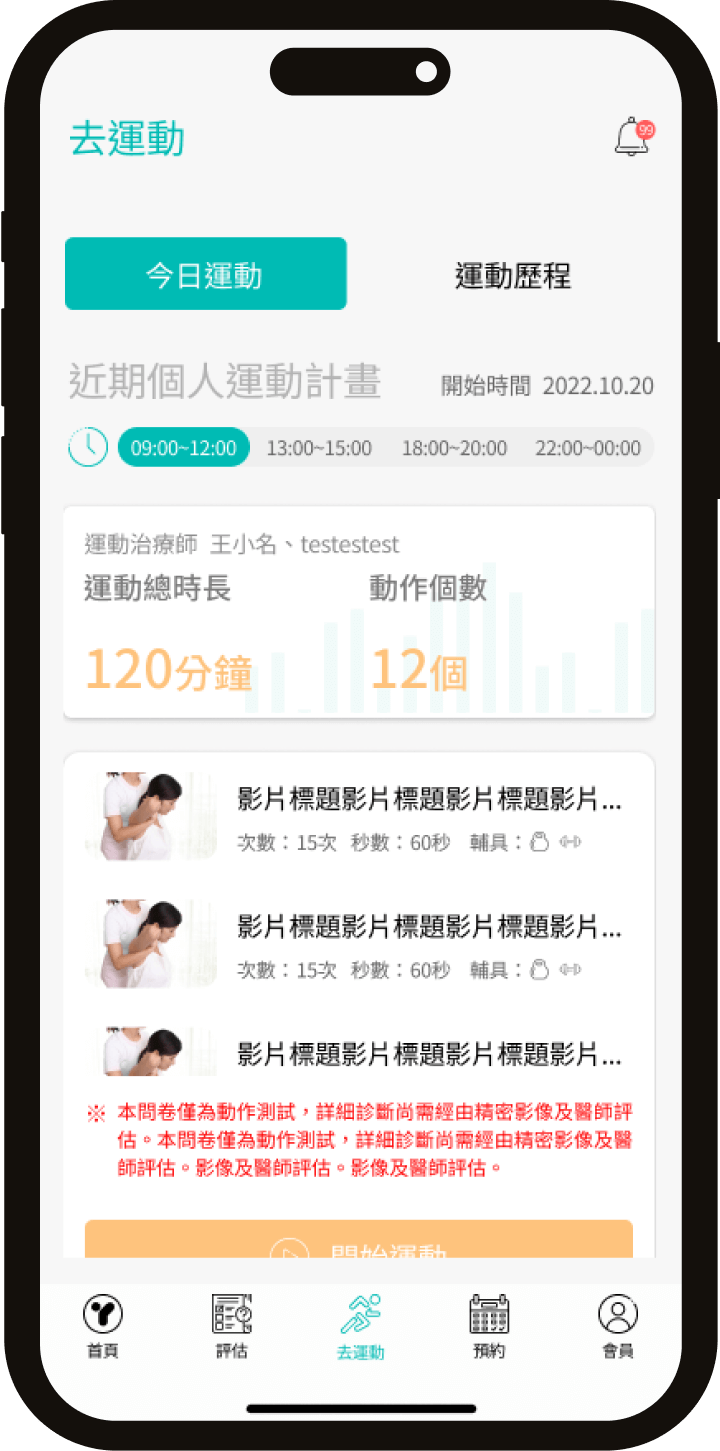 去運動
99
今日運動
運動歷程
近期個人運動計畫
開始時間 2022.10.20
09:00~12:00 13:00~15:00 18:00~20:00 22:00~00:00
運動治療師 王小名、testestest
運動總時長
動作個數
120分鐘
12個
影片標題影片標題影片標題影片...
次數：15次 秒數：60秒 輔具：
影片標題影片標題影片標題影片...
次數：15次 秒數：60秒 輔具：
影片標題影片標題影片標題影片...
※ 本問卷僅為動作測試，詳細診斷尚需經由精密影像及醫師評
估。本問卷僅為動作測試，詳細診斷尚需經由精密影像及醫
師評估。影像及醫師評估。影像及醫師評估。
開始運動
首頁
評估
去運動
預約
會員